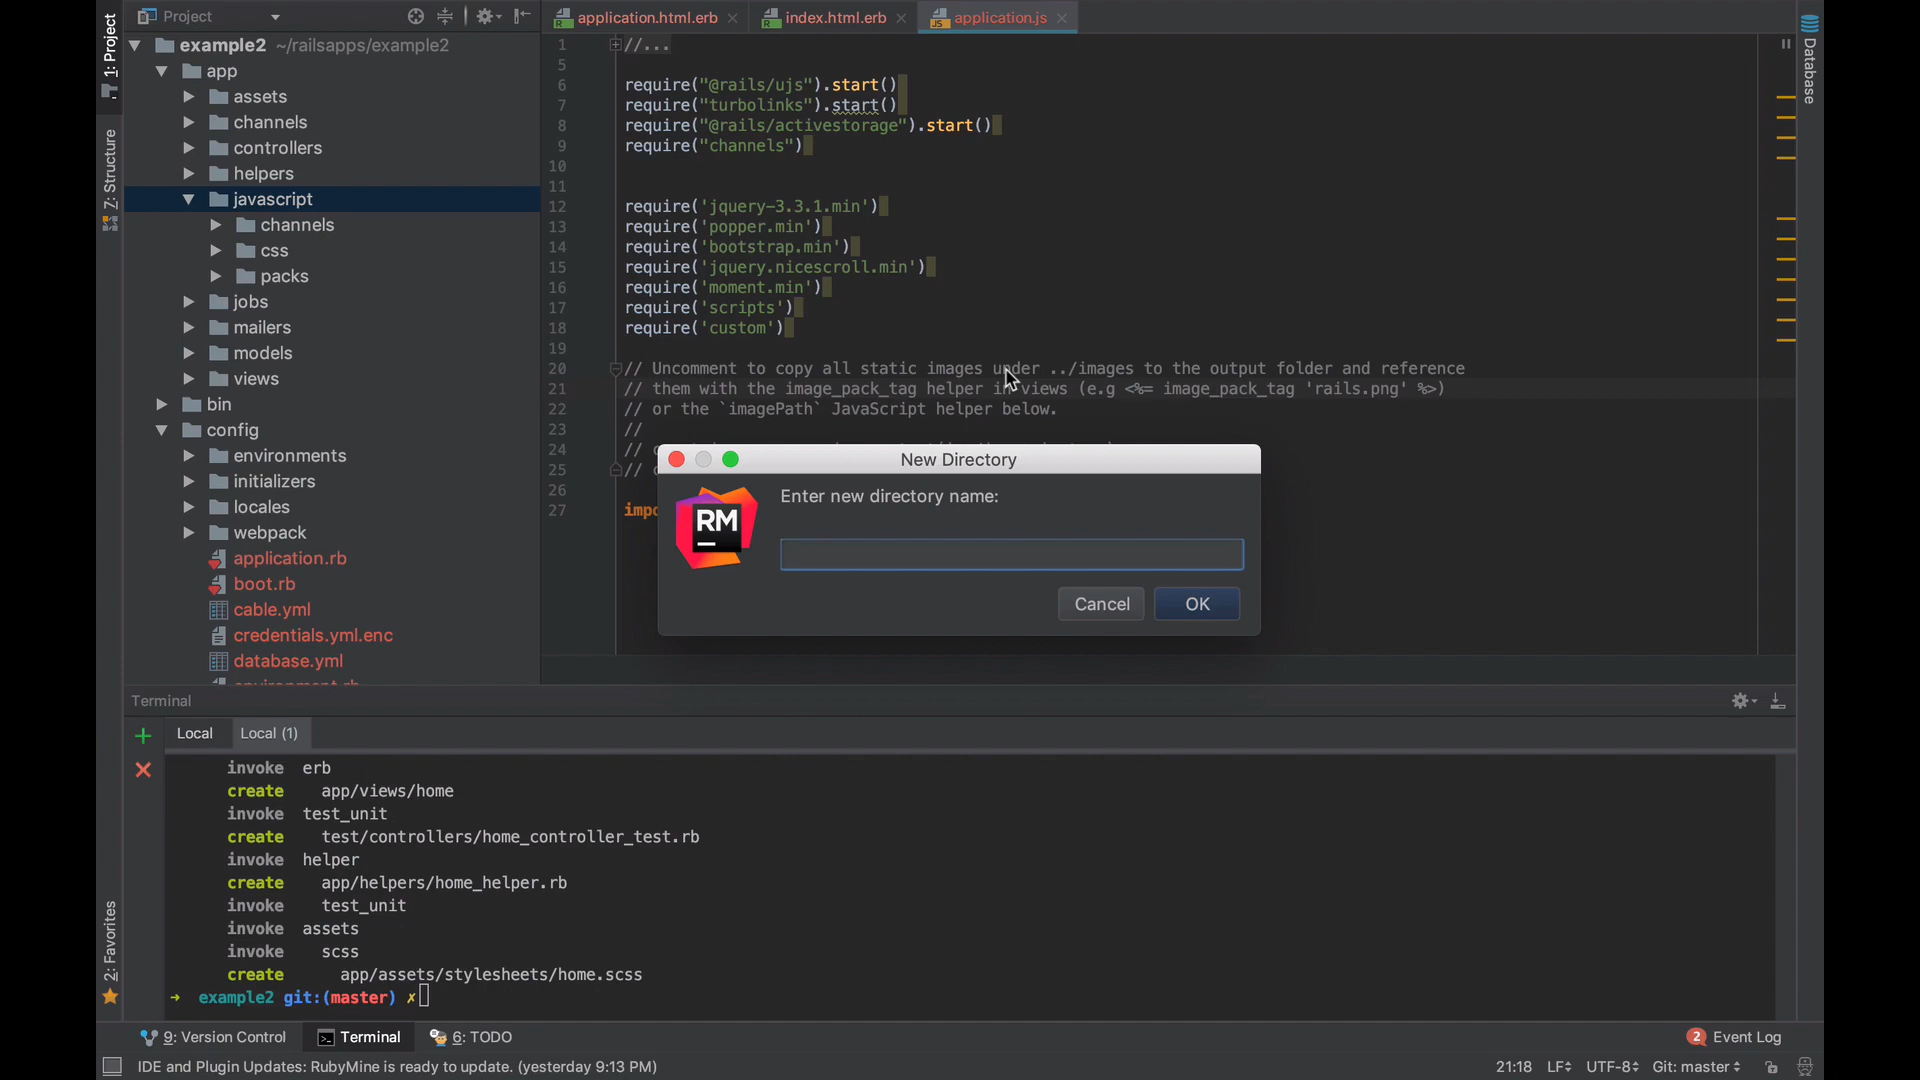 Project
application.html.erb
index.html.erb
application.js
1: Project
Z: Structure
2: Favorites
Database
example2 ~/railsapps/example2
app
assets
channels
controllers
helpers
javascript
channels
css
packs
jobs
mailers
models
views
bin
config
environments
initializers
locales
webpack
application.rb
boot.rb
cable.yml
credentials.yml.enc
database.yml
environment.rb
1 //...
5
6 require("@rails/ujs").start()
7 require("turbolinks").start()
8 require("@rails/activestorage").start()
9 require("channels")
10
11
12 require('jquery-3.3.1.min')
13 require('popper.min')
14 require('bootstrap.min')
15 require('jquery.nicescroll.min')
16 require('moment.min')
17 require('scripts')
18 require('custom')
19
20 // Uncomment to copy all static images under ../images to the output folder and reference
21 // them with the image_pack_tag helper in views (e.g <%= image_pack_tag 'rails.png' %>)
22 // or the `imagePath` JavaScript helper below.
23 //
24 // c
25 // c
26
27 impo
New Directory
RM
Enter new directory name:
Cancel
OK
Terminal
Local
Local (1)
invoke erb
create app/views/home
invoke test_unit
create test/controllers/home_controller_test.rb
invoke helper
create app/helpers/home_helper.rb
invoke test_unit
invoke assets
invoke scss
create app/assets/stylesheets/home.scss
➜ example2 git:(master) ✗
9: Version Control
Terminal
6: TODO
2 Event Log
IDE and Plugin Updates: RubyMine is ready to update. (yesterday 9:13 PM)
21:18 LF UTF-8 Git: master